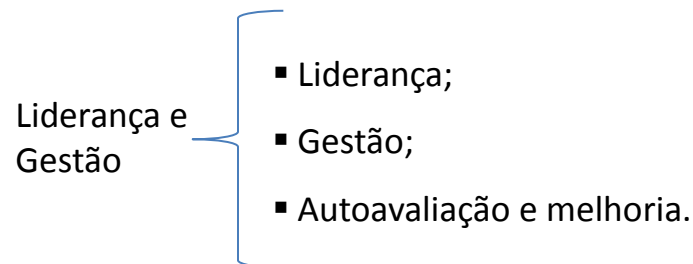 Liderança e
Gestão
▪ Liderança;
▪ Gestão;
▪ Autoavaliação e melhoria.